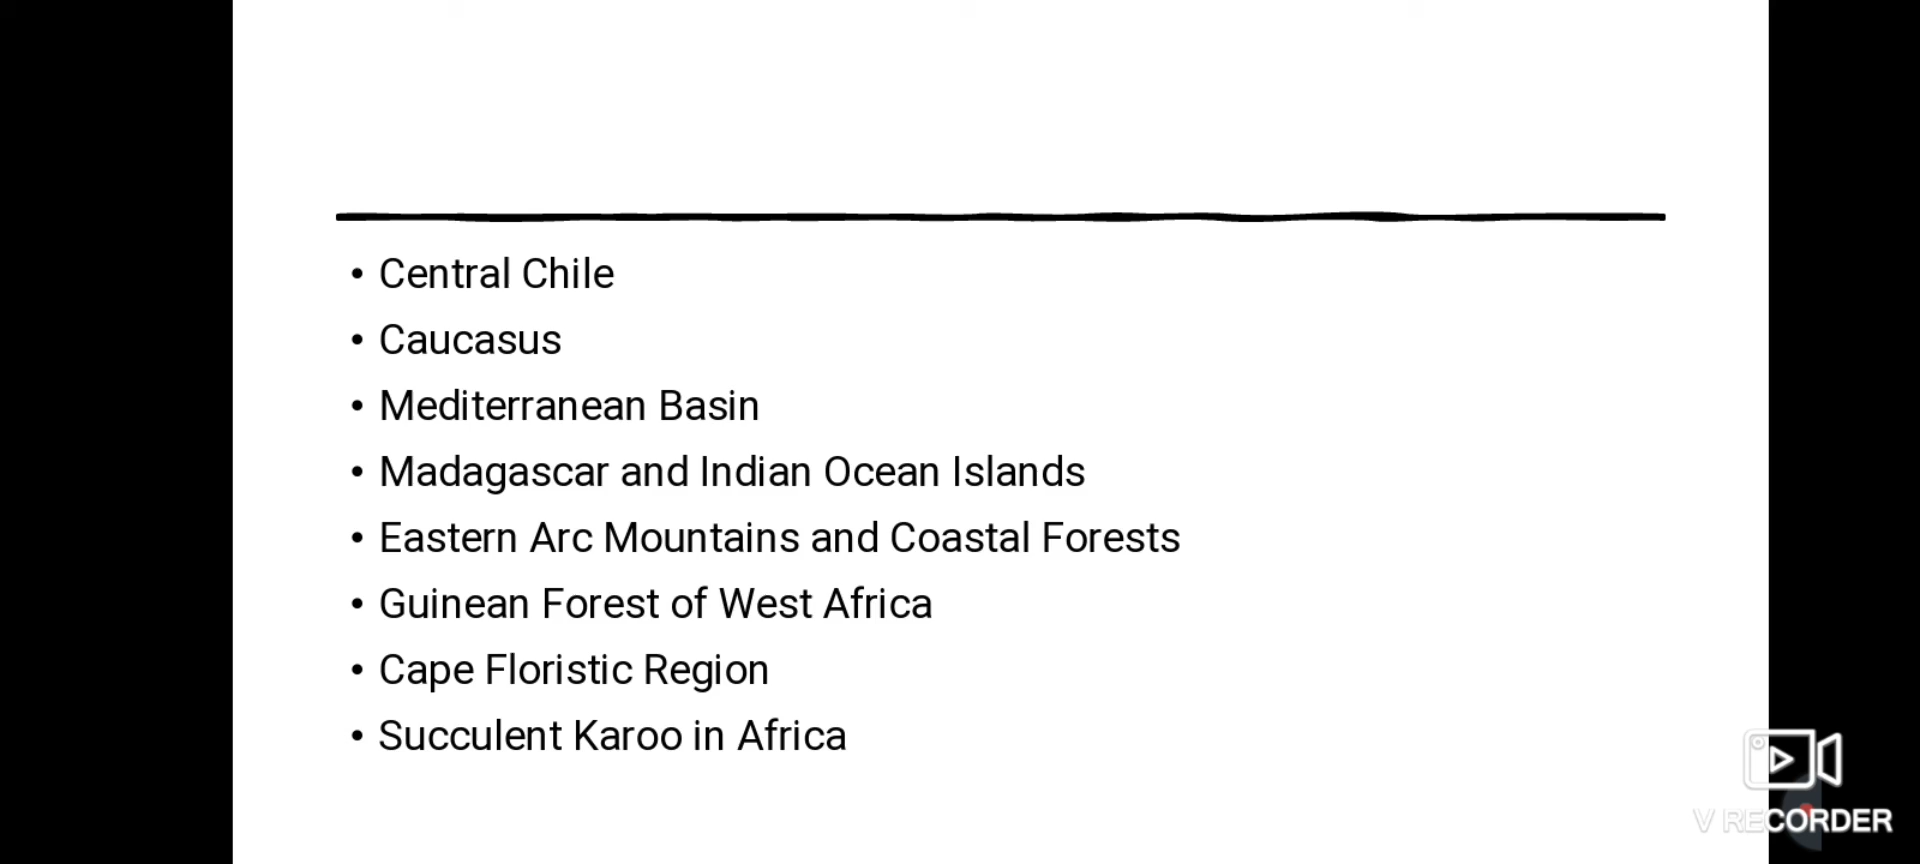 • Central Chile
• Caucasus
• Mediterranean Basin
• Madagascar and Indian Ocean Islands
• Eastern Arc Mountains and Coastal Forests
• Guinean Forest of West Africa
• Cape Floristic Region
• Succulent Karoo in Africa
V RECORDER